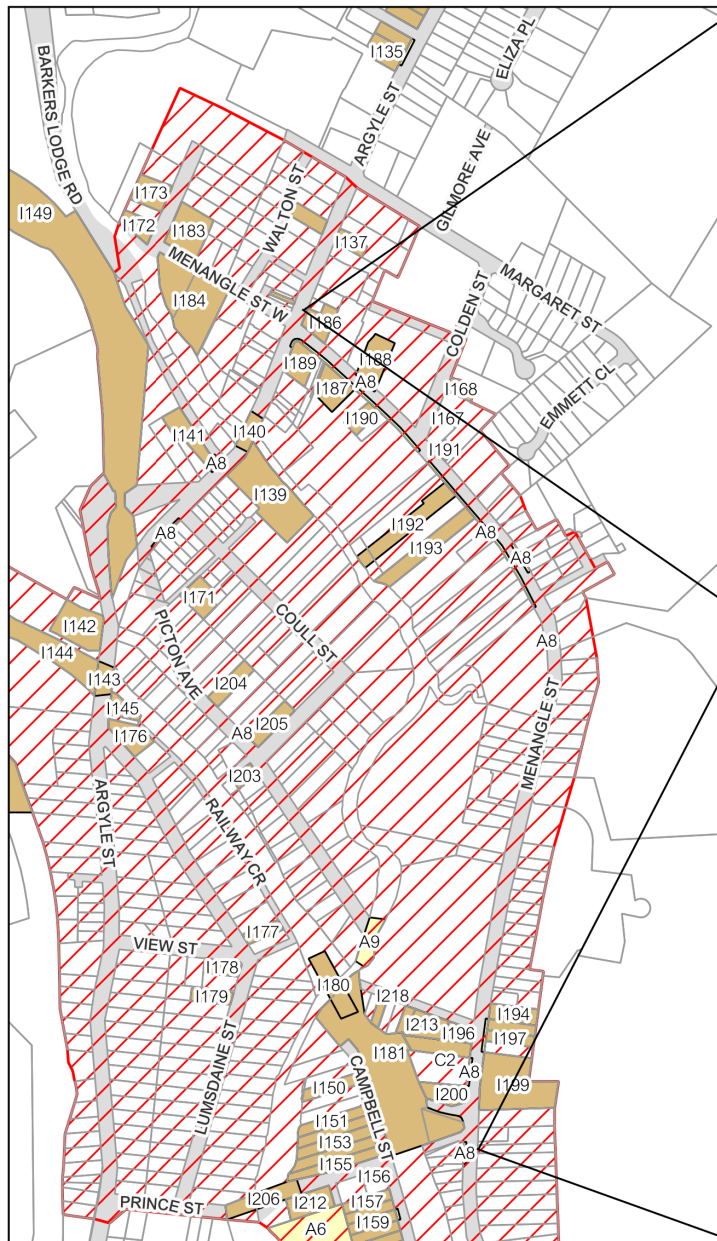 I135
ELIZA PL
BARKERS LODGE RD
ARGYLE ST
GILMORE AVE
I149
I173
I172
I183
WALTON ST
I137
MENANGLE ST W
I184
MARGARET ST
COLDEN ST
I186
I189
I188
I187
A8
I168
EMMETT CL
I190
I167
I141
I140
I191
A8
I139
I192
A8
A8
I193
A8
I171
COULL ST
I142
PICTON AVE
A8
I144
I143
I204
I145
I205
A8
MENANGLE ST
I176
I203
ARGYLE ST
RAILWAY CR
I177
A9
VIEW ST
I178
I180
I179
I218
I194
I213
I196
I197
LUMSDAINE ST
I181
C2
A8
CAMPBELL ST
I199
I150
I200
I151
I153
A8
I155
I156
PRINCE ST
I206
I212
I157
A6
I159